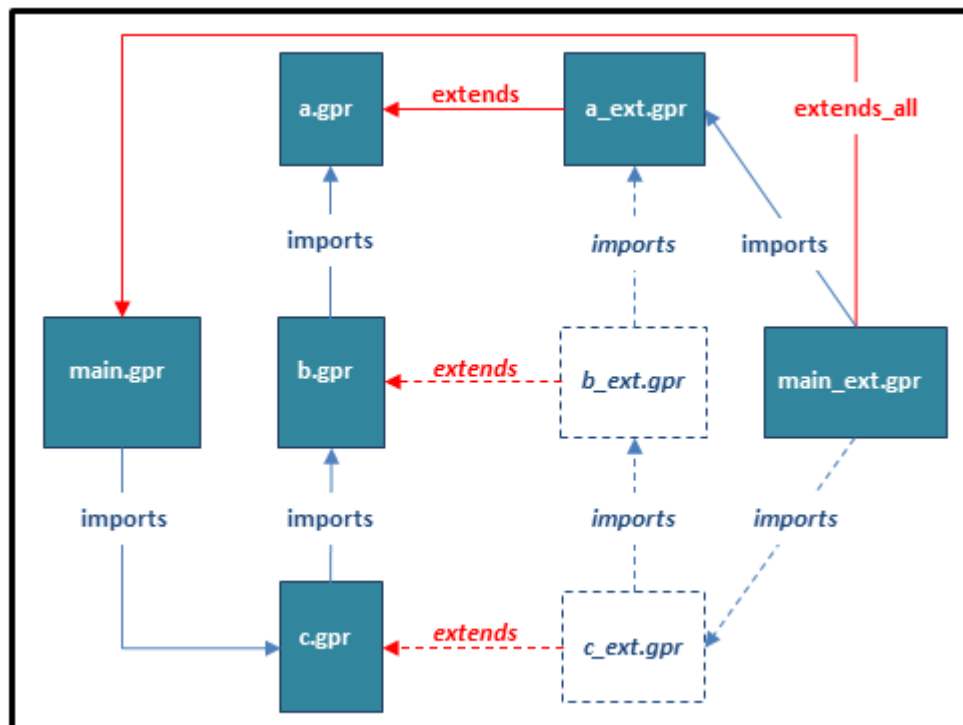 a.gpr
extends
a_ext.gpr
extends_all
imports
imports
imports
main.gpr
b.gpr
extends
b_ext.gpr
main_ext.gpr
imports
imports
imports
imports
c.gpr
extends
c_ext.gpr